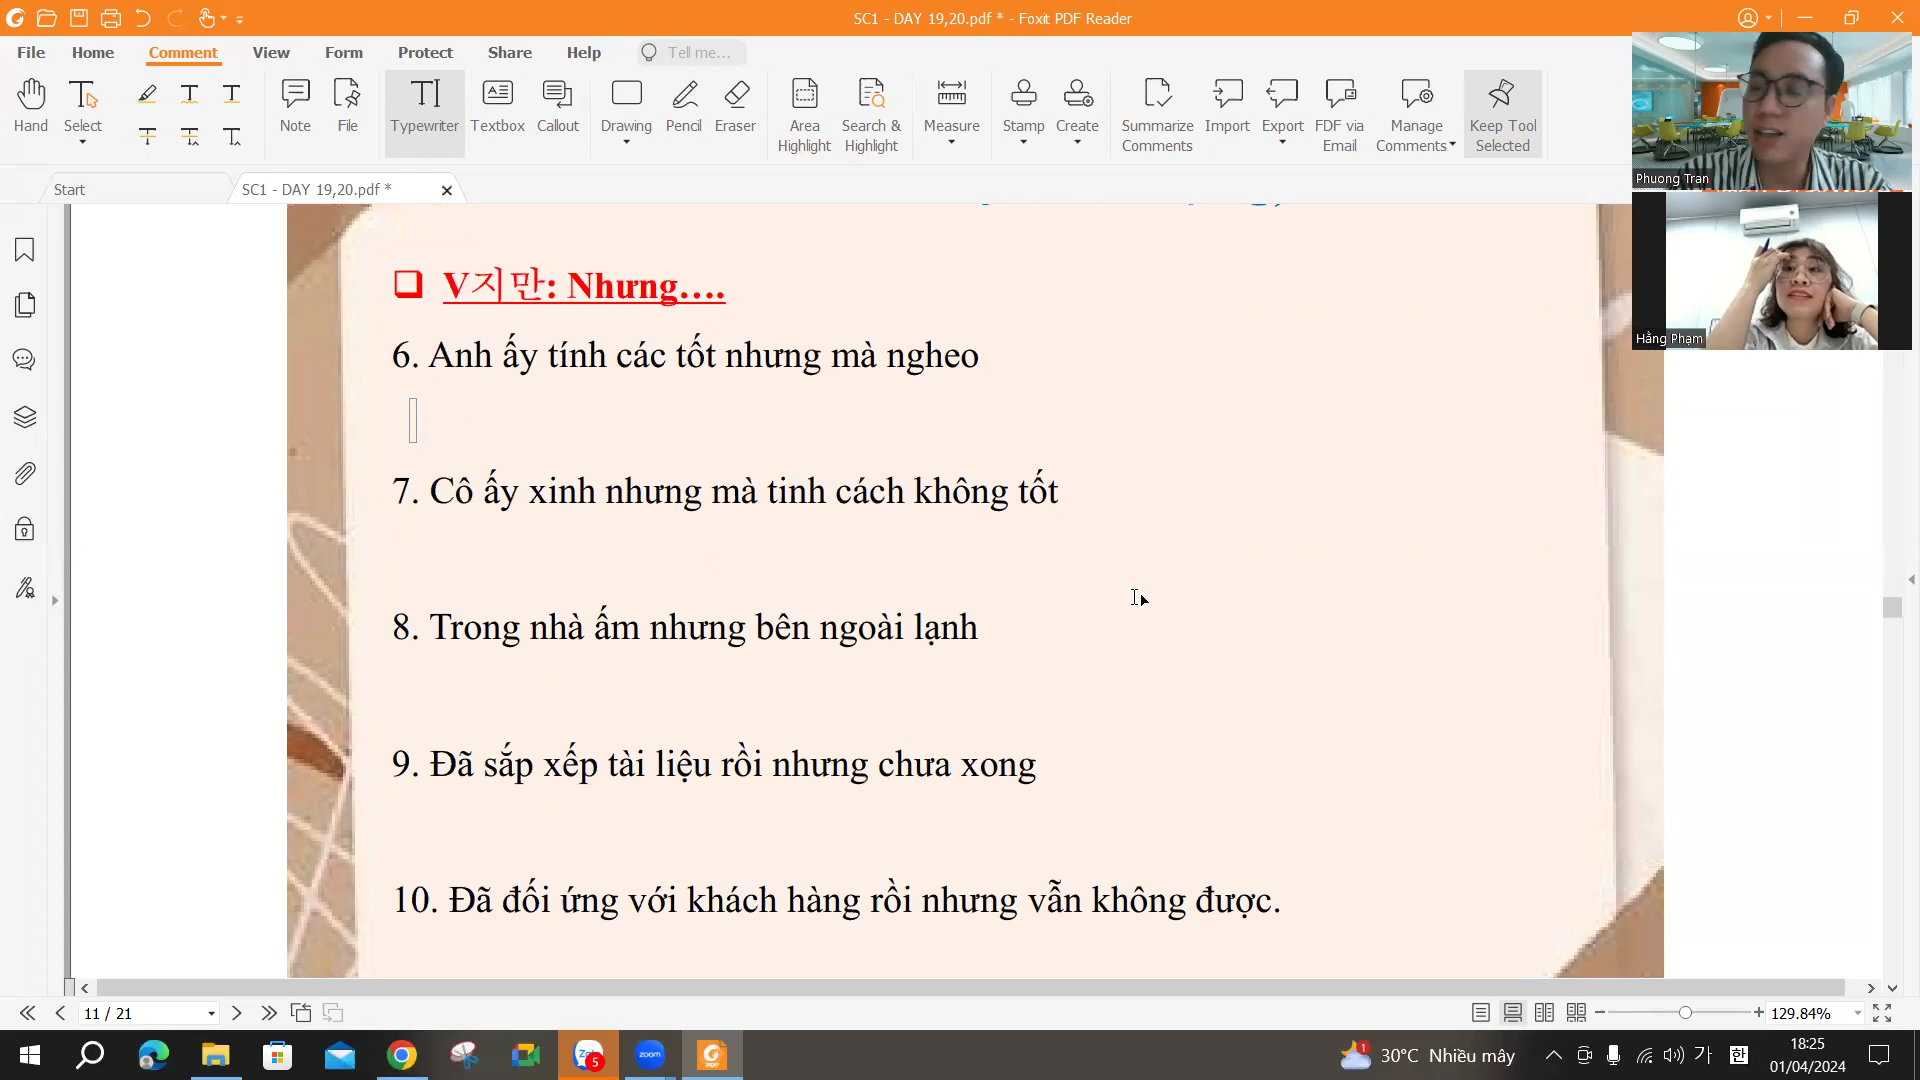 SC1 - DAY 19,20.pdf * - Foxit PDF Reader
File Home Comment View Form Protect Share Help Tell me...
Hand Select Note File Typewriter Textbox Callout Drawing Pencil Eraser Area Highlight Search & Highlight Measure Stamp Create Summarize Comments Import Export FDF via Email Manage Comments Keep Tool Selected
Phuong Tran
Start SC1 - DAY 19,20.pdf *
Hằng Phạm
V지만: Nhưng....
6. Anh ấy tính các tốt nhưng mà ngheo
7. Cô ấy xinh nhưng mà tinh cách không tốt
8. Trong nhà ấm nhưng bên ngoài lạnh
9. Đã sắp xếp tài liệu rồi nhưng chưa xong
10. Đã đối ứng với khách hàng rồi nhưng vẫn không được.
11 / 21 129.84%
zoom 5 1 30°C Nhiều mây 가 한 18:25
01/04/2024